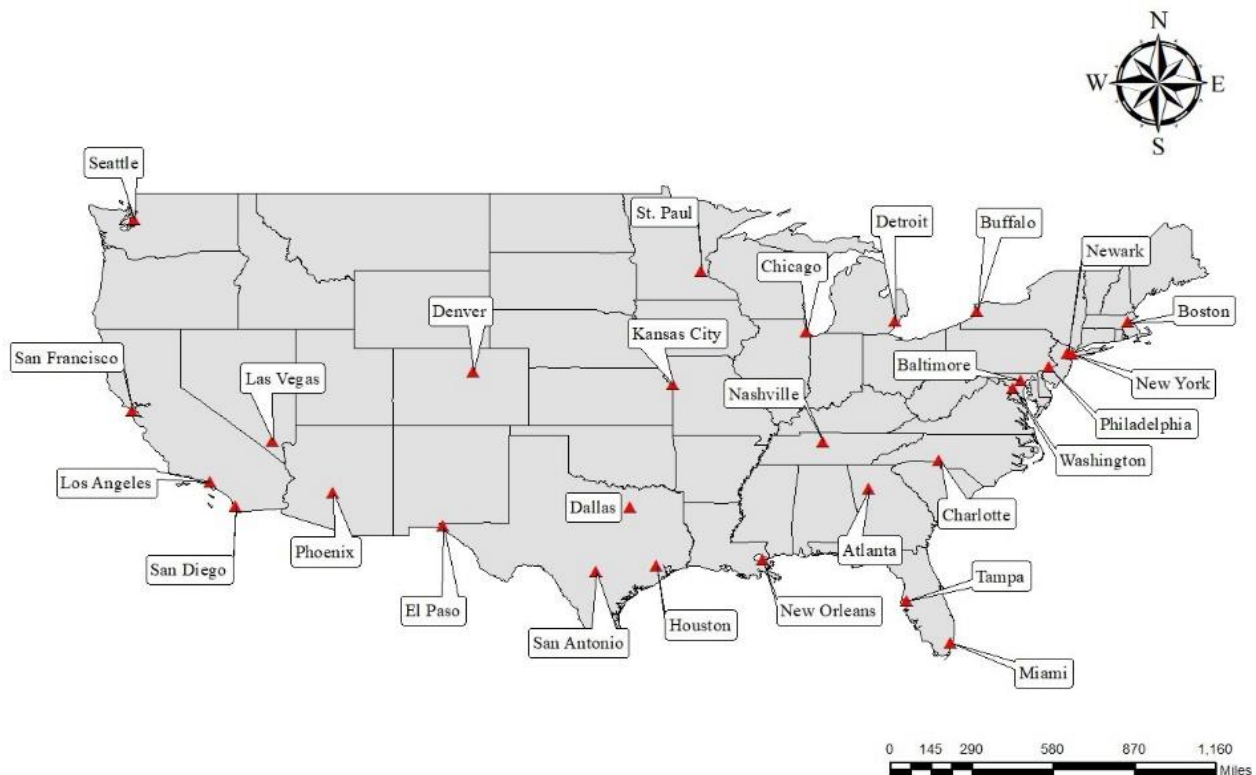 N
W E
S
Seattle
St. Paul
Detroit
Buffalo
Newark
Chicago
Boston
Denver
Kansas City
San Francisco
Las Vegas
Baltimore
New York
Nashville
Philadelphia
Washington
Los Angeles
Dallas
Charlotte
Phoenix
Atlanta
San Diego
Tampa
El Paso
New Orleans
Houston
San Antonio
Miami
0 145 290 580 870 1,160
Miles